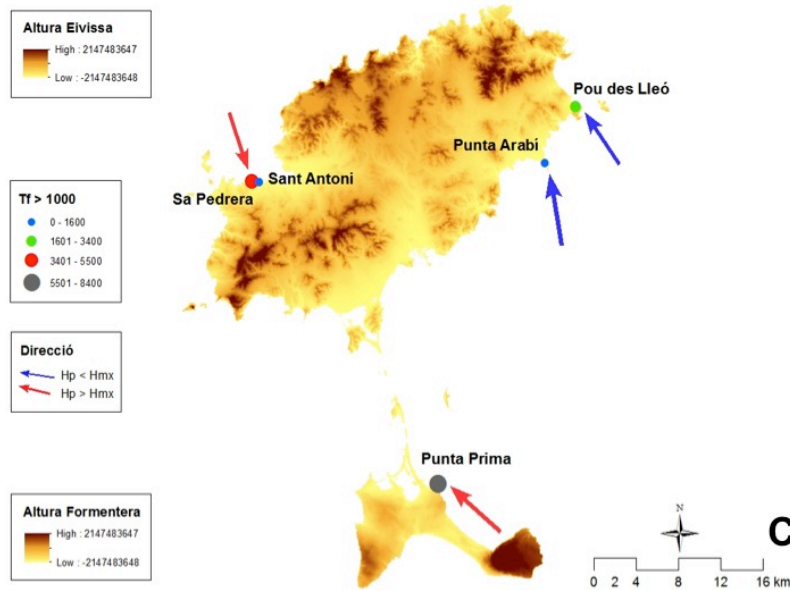 Altura Eivissa
High : 2147483647
Low : -2147483648
Pou des Lleó
Punta Arabí
Sant Antoni
Sa Pedrera
Tf > 1000
0 - 1600
1601 - 3400
3401 - 5500
5501 - 8400
Direcció
Hp < Hmx
Hp > Hmx
Punta Prima
Altura Formentera
High : 2147483647
Low : -2147483648
N
C
0 2 4 8 12 16 km